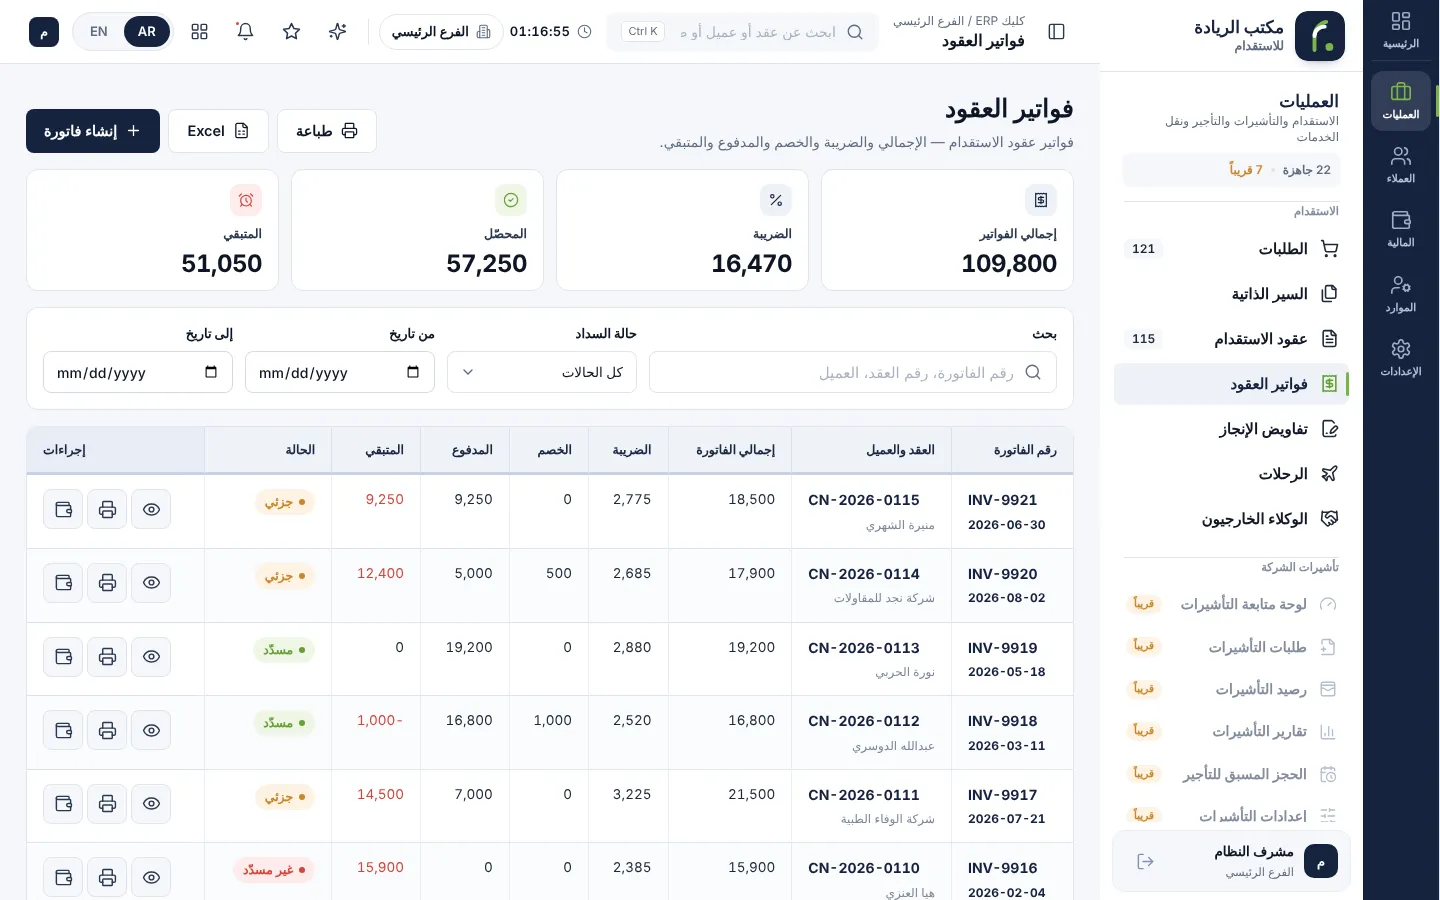 الرئيسية
العمليات
العملاء
المالية
الموارد
الإعدادات
مكتب الريادة
للاستقدام
العمليات
الاستقدام والتأشيرات والتأجير ونقل
الخدمات
22 جاهزة • 7 قريباً
الاستقدام
الطلبات 121
السير الذاتية
عقود الاستقدام 115
فواتير العقود
تفاويض الإنجاز
الرحلات
الوكلاء الخارجيون
تأشيرات الشركة
لوحة متابعة التأشيرات قريباً
طلبات التأشيرات قريباً
رصيد التأشيرات قريباً
تقارير التأشيرات قريباً
الحجز المسبق للتأجير قريباً
إعدادات التأشيرات قريباً
م
مشرف النظام
الفرع الرئيسي
كليك ERP / الفرع الرئيسي
فواتير العقود
ابحث عن عقد أو عميل أو Ctrl K
01:16:55
الفرع الرئيسي
AR EN
م
فواتير العقود
فواتير عقود الاستقدام — الإجمالي والضريبة والخصم والمدفوع والمتبقي.
طباعة
Excel
إنشاء فاتورة
إجمالي الفواتير
109,800
الضريبة
16,470
المحصّل
57,250
المتبقي
51,050
بحث
رقم الفاتورة، رقم العقد، العميل
حالة السداد
كل الحالات
من تاريخ
mm/dd/yyyy
إلى تاريخ
mm/dd/yyyy
رقم الفاتورة العقد والعميل إجمالي الفاتورة الضريبة الخصم المدفوع المتبقي الحالة إجراءات
INV-9921 CN-2026-0115 18,500 2,775 0 9,250 9,250 جزئي
2026-06-30 منيرة الشهري
INV-9920 CN-2026-0114 17,900 2,685 500 5,000 12,400 جزئي
2026-08-02 شركة نجد للمقاولات
INV-9919 CN-2026-0113 19,200 2,880 0 19,200 0 مسدّد
2026-05-18 نورة الحربي
INV-9918 CN-2026-0112 16,800 2,520 1,000 16,800 1,000- مسدّد
2026-03-11 عبدالله الدوسري
INV-9917 CN-2026-0111 21,500 3,225 0 7,000 14,500 جزئي
2026-07-21 شركة الوفاء الطبية
INV-9916 CN-2026-0110 15,900 2,385 0 0 15,900 غير مسدّد
2026-02-04 هيا العنزي